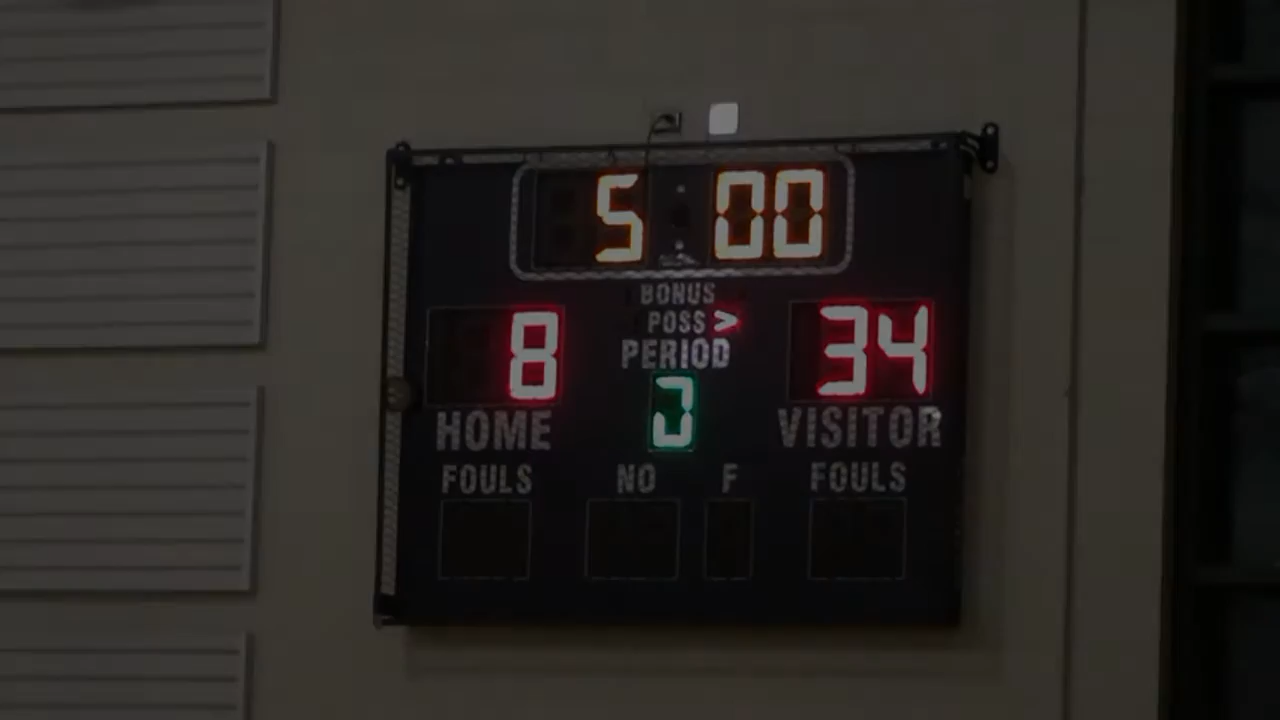 5:00
BONUS
POSS >
PERIOD
8 34
HOME VISITOR
FOULS NO F FOULS